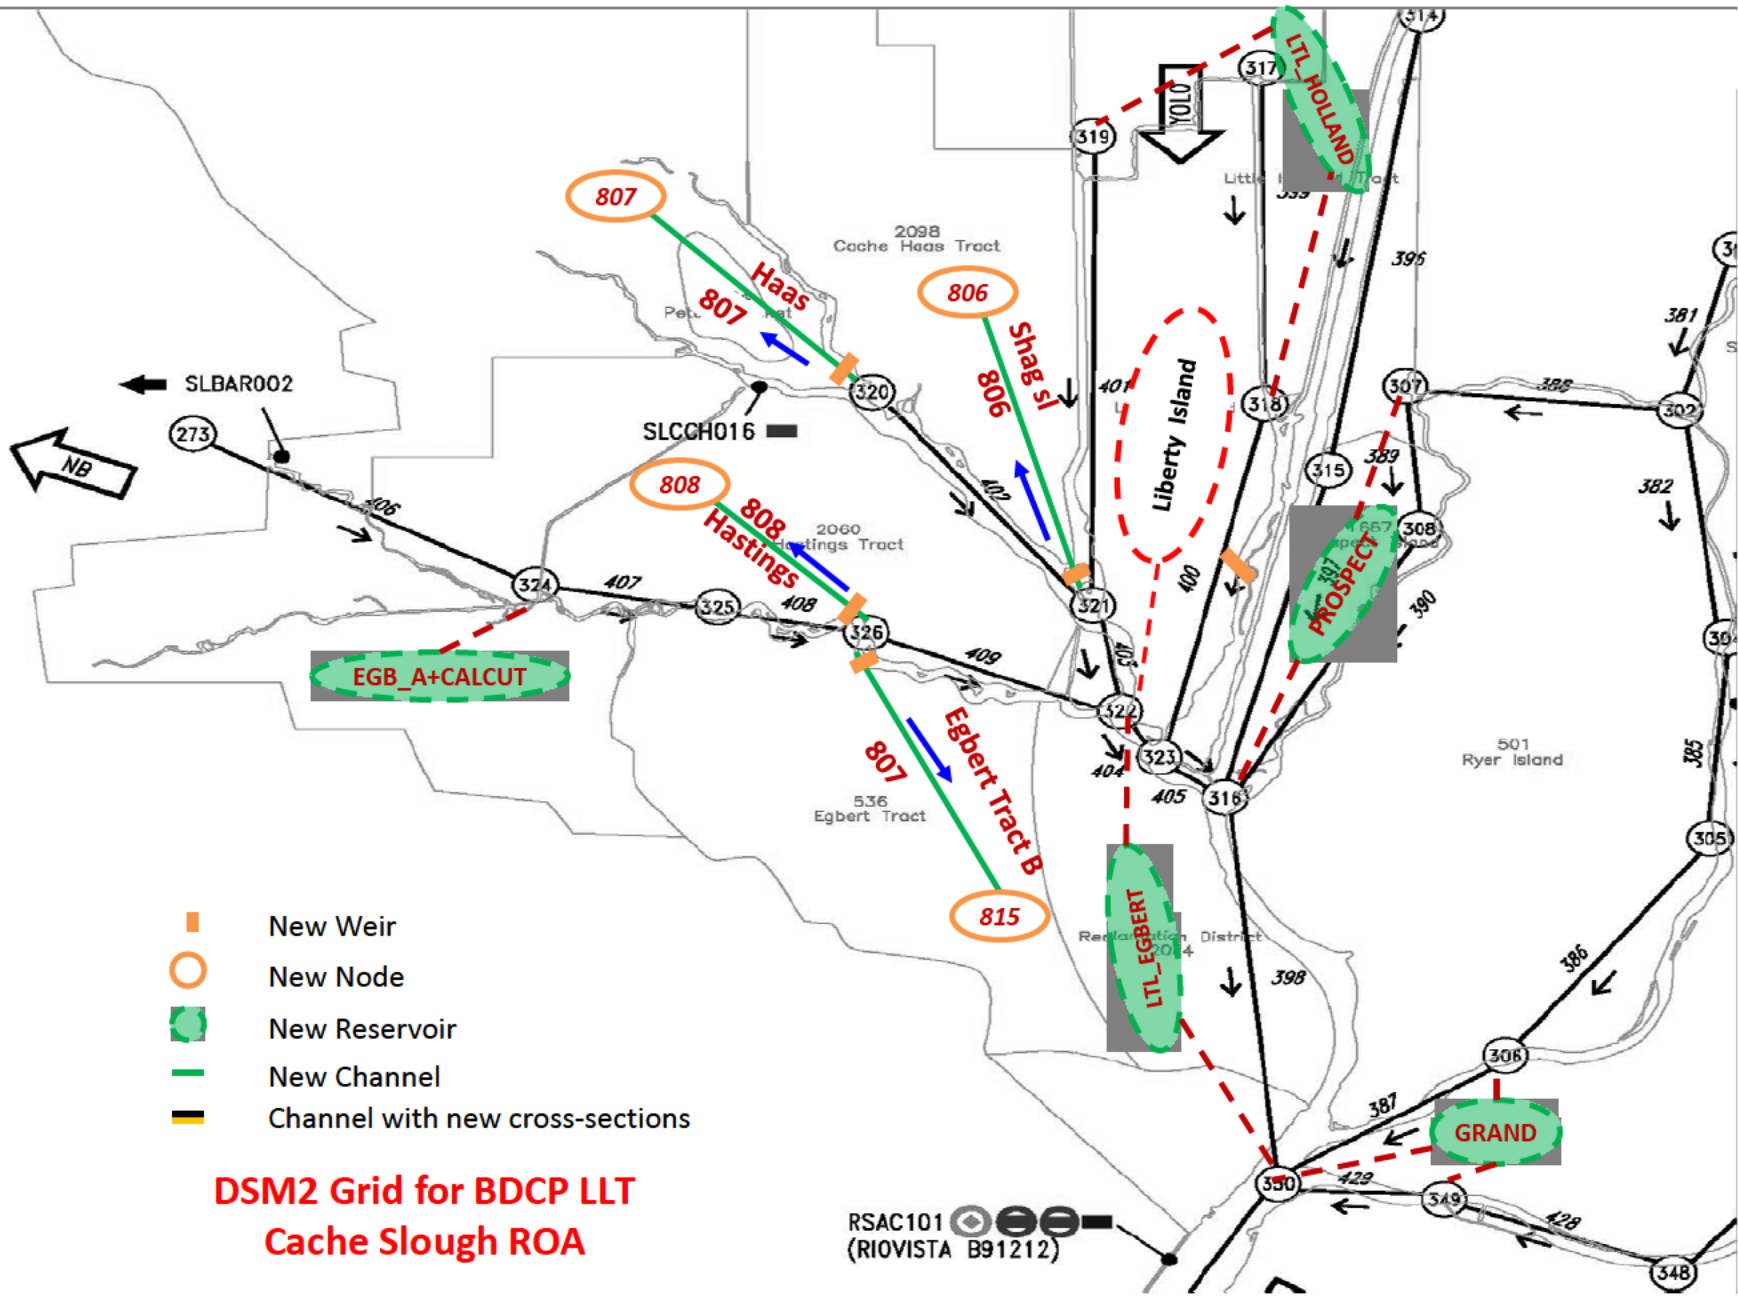 314
317
LTL_HOLLAND
YOLO
319
Little
Tract
807
2098
Cache Haas Tract
396
Haas
807
806
381
Shag sl
806
401
Liberty Island
SLBAR002
320
318
307
388
302
273
NB
SLCCH016
315
389
382
808
406
402
808
Hastings
2060
Hastings Tract
1667
308
PROSPECT
397
390
400
324
407
325
408
326
321
409
403
304
EGB_A+CALCUT
322
323
404
405
316
Egbert Tract B
807
501
Ryer Island
385
536
Egbert Tract
305
815
Reclamation District
LTL_EGBERT
398
386
New Weir
New Node
New Reservoir
New Channel
Channel with new cross-sections
306
387
GRAND
DSM2 Grid for BDCP LLT
Cache Slough ROA
429
349
428
348
RSAC101
(RIOVISTA B91212)